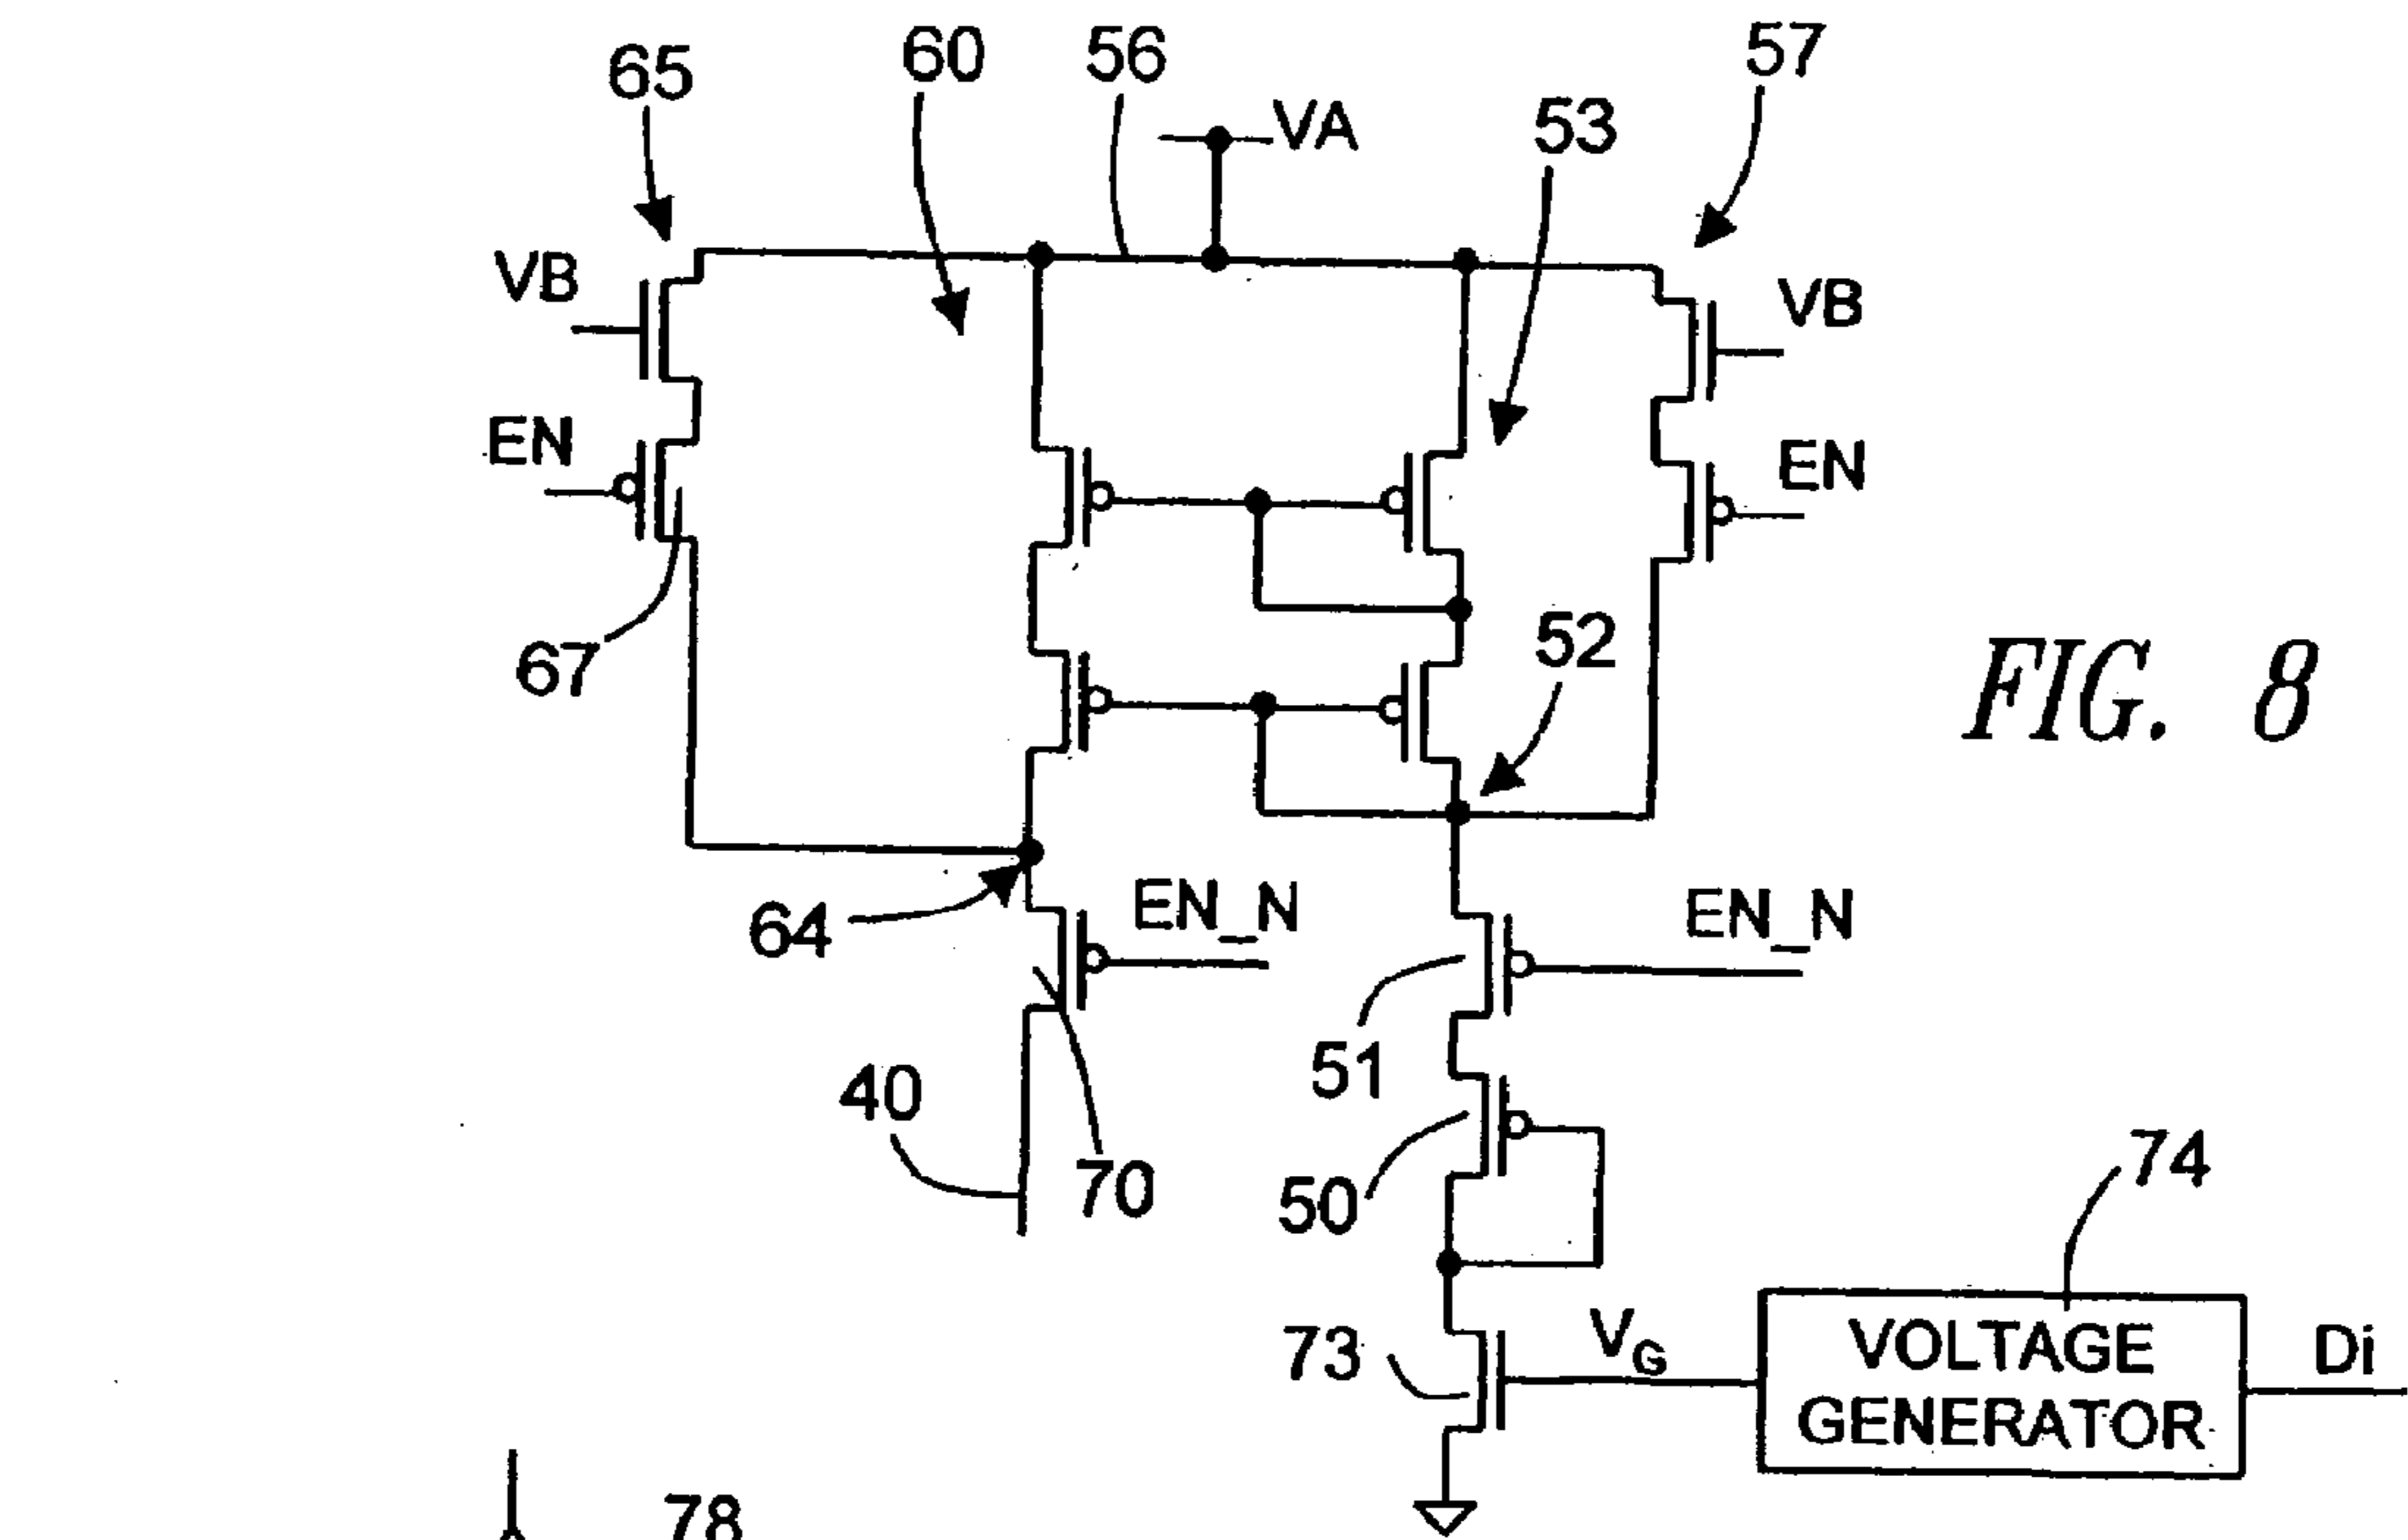 65
60
56
57
VA
53
VB
VB
EN
EN
67
52
FIG. 8
64
EN_N
EN_N
51
40
70
50
74
73
VG
VOLTAGE
GENERATOR
Di
78